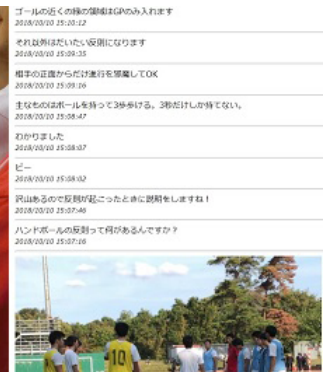 ゴールの近くの線の領域はGPのみ入れます
2018/10/10 15:10:12
それ以外はだいたい反則になります
2018/10/10 15:09:35
相手の正面からだけ進行を邪魔してOK
2018/10/10 15:09:16
主なものはボールを持って3歩歩ける。3秒だけしか持てない。
2018/10/10 15:08:47
わかりました
2018/10/10 15:08:07
ビー
2018/10/10 15:08:02
沢山あるので反則が起こったときに説明をしますね！
2018/10/10 15:07:46
ハンドボールの反則って何があるんですか？
2018/10/10 15:07:16
10